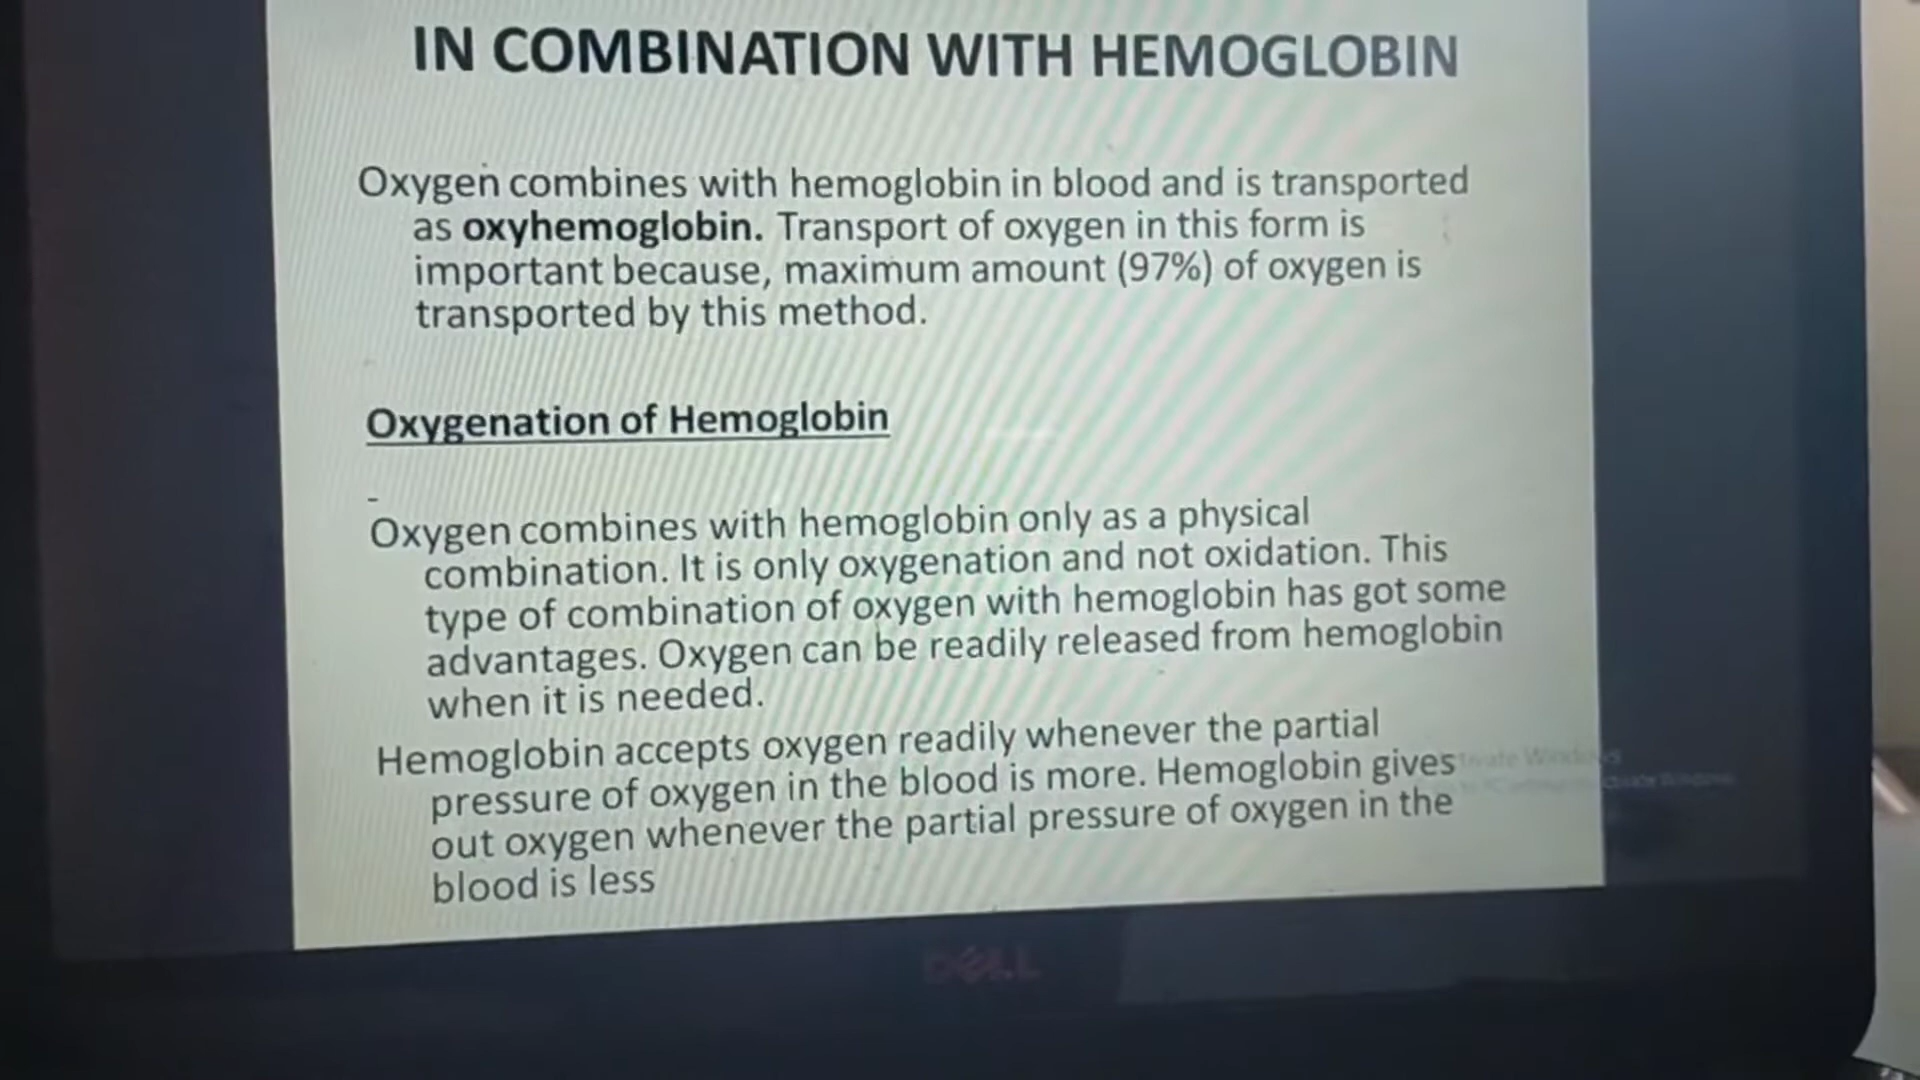 IN COMBINATION WITH HEMOGLOBIN
Oxygen combines with hemoglobin in blood and is transported
as oxyhemoglobin. Transport of oxygen in this form is
important because, maximum amount (97%) of oxygen is
transported by this method.
Oxygenation of Hemoglobin
-
Oxygen combines with hemoglobin only as a physical
combination. It is only oxygenation and not oxidation. This
type of combination of oxygen with hemoglobin has got some
advantages. Oxygen can be readily released from hemoglobin
when it is needed.
Hemoglobin accepts oxygen readily whenever the partial
pressure of oxygen in the blood is more. Hemoglobin gives
out oxygen whenever the partial pressure of oxygen in the
blood is less
DELL